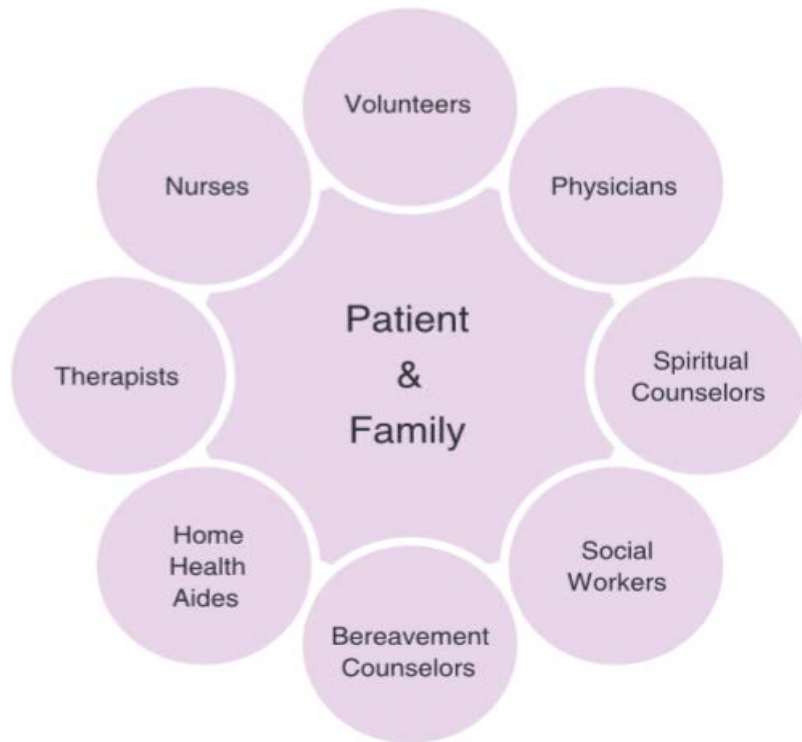 Volunteers
Nurses
Physicians
Patient
&
Family
Therapists
Spiritual
Counselors
Home
Health
Aides
Social
Workers
Bereavement
Counselors